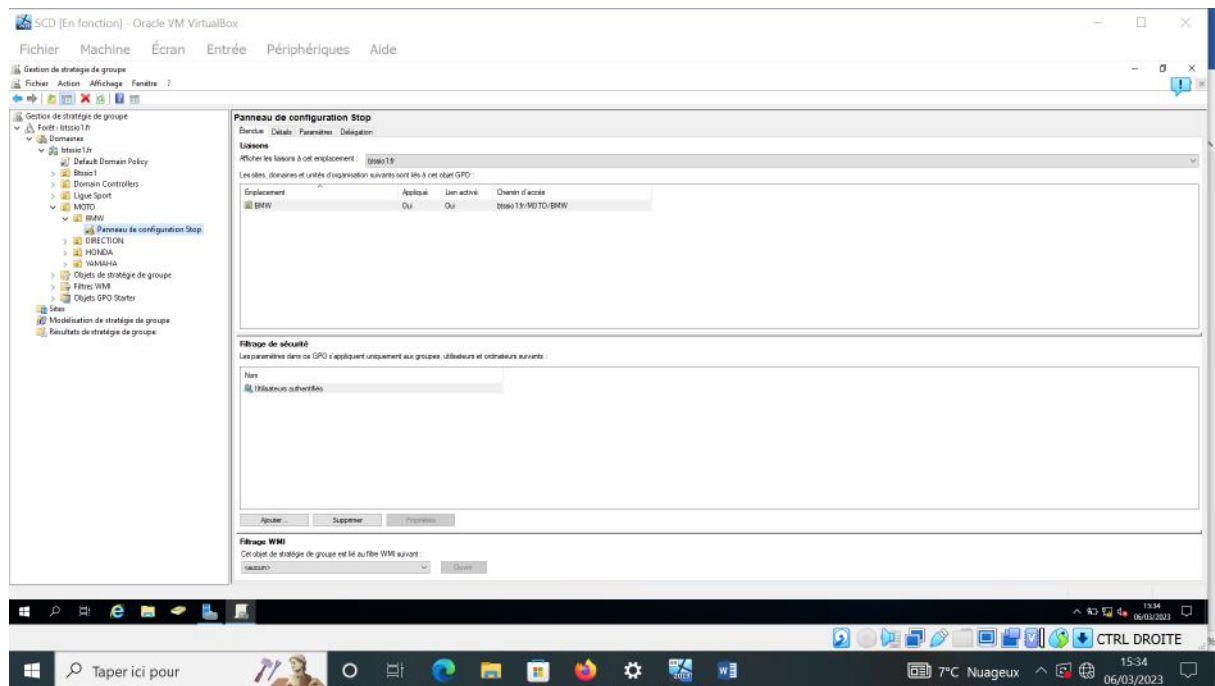 SCD [En fonction] - Oracle VM VirtualBox
Fichier Machine Écran Entrée Périphériques Aide
Gestion de stratégie de groupe
Fichier Action Affichage Fenêtre ?
Gestion de stratégie de groupe
Forêt : btssio1.fr
Domaines
btssio1.fr
Default Domain Policy
Btssio1
Domain Controllers
Ligue Sport
MOTO
BMW
Panneau de configuration Stop
DIRECTION
HONDA
YAMAHA
Objets de stratégie de groupe
Filtres WMI
Objets GPO Starter
Sites
Modélisation de stratégie de groupe
Résultats de stratégie de groupe
Panneau de configuration Stop
Étendue Détails Paramètres Délégation
Liaisons
Afficher les liaisons à cet emplacement : btssio1.fr
Les sites, domaines et unités d'organisation suivants sont liés à cet objet GPO :
Emplacement Appliqué Lien activé Chemin d'accès
BMW Oui Oui btssio1.fr/MOTO/BMW
Filtrage de sécurité
Les paramètres dans ce GPO s'appliquent uniquement aux groupes, utilisateurs et ordinateurs suivants :
Nom
Utilisateurs authentifiés
Ajouter... Supprimer Propriétés
Filtrage WMI
Cet objet de stratégie de groupe est lié au filtre WMI suivant :
<aucun> Ouvrir
15:34
06/03/2023
CTRL DROITE
Taper ici pour
7°C Nuageux
15:34
06/03/2023